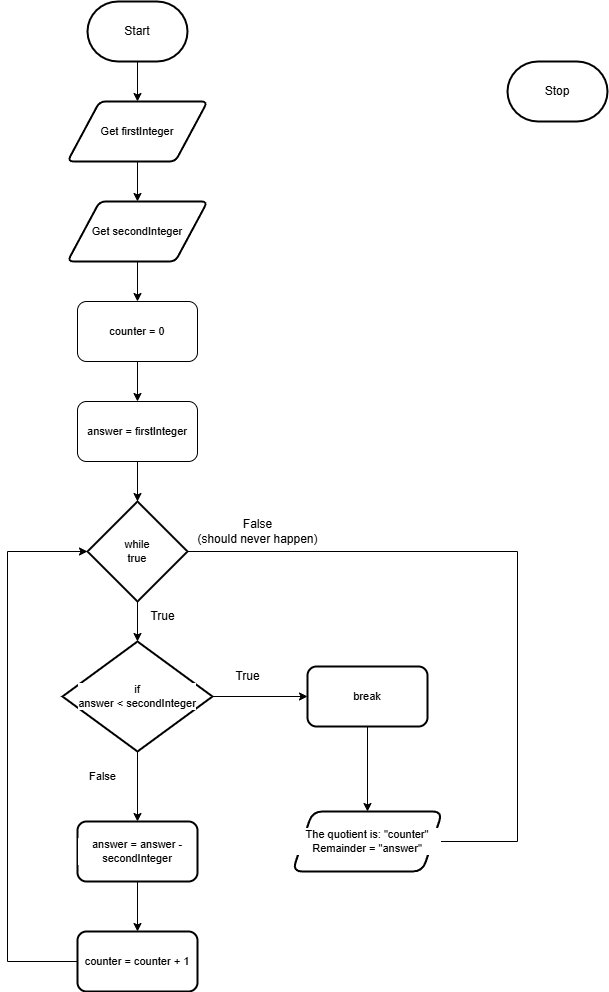 Start
Stop
Get firstInteger
Get secondInteger
counter = 0
answer = firstInteger
while
true
False
(should never happen)
True
if
answer < secondInteger
True
break
False
The quotient is: "counter"
Remainder = "answer"
answer = answer -
secondInteger
counter = counter + 1